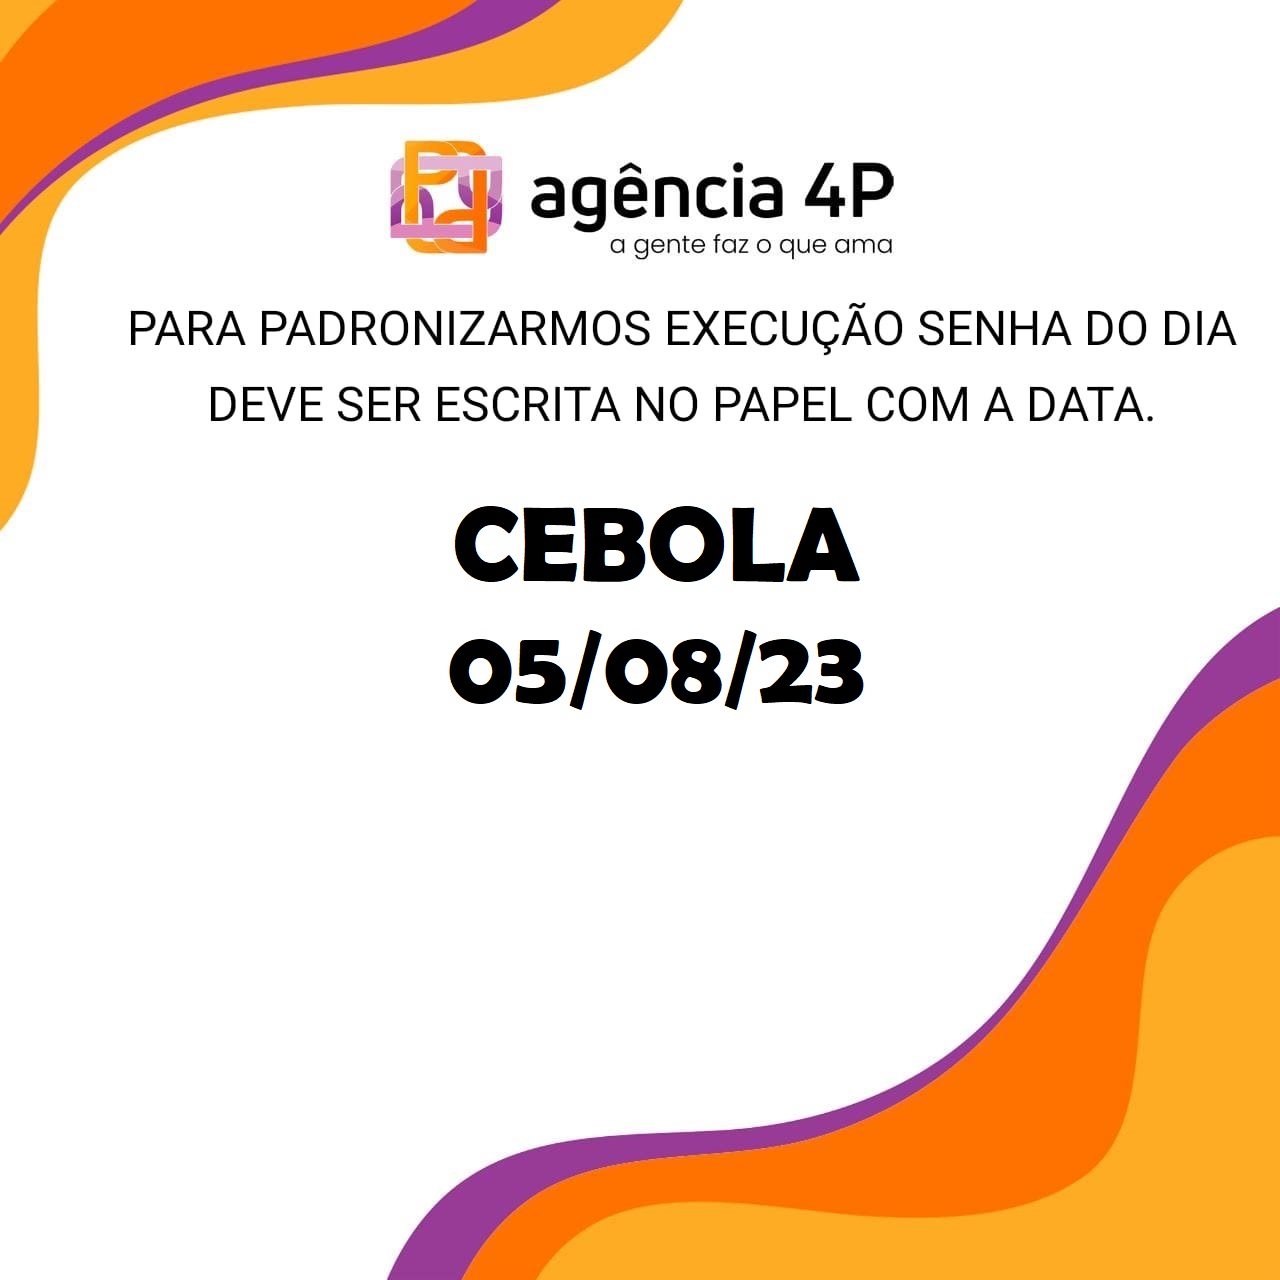 agência 4P
a gente faz o que ama
PARA PADRONIZARMOS EXECUÇÃO SENHA DO DIA
DEVE SER ESCRITA NO PAPEL COM A DATA.
CEBOLA
05/08/23